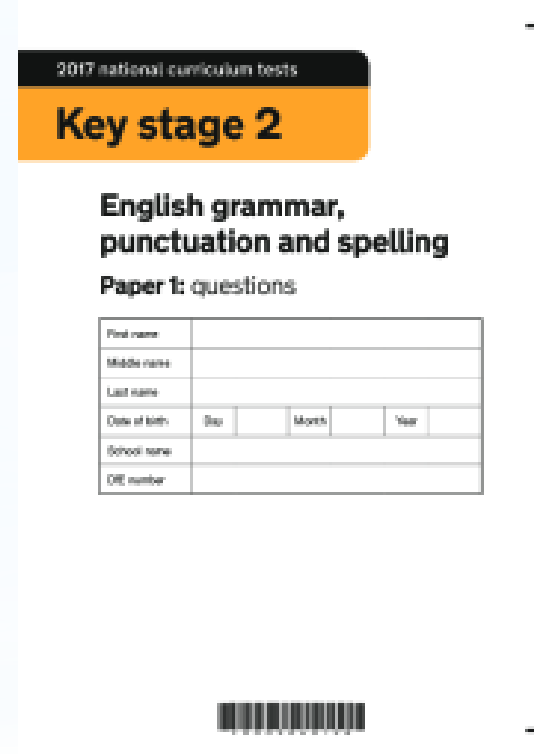 2017 national curriculum tests
Key stage 2
English grammar,
punctuation and spelling
Paper 1: questions
First name
Middle name
Last name
Date of birth Day Month Year
School name
DfE number